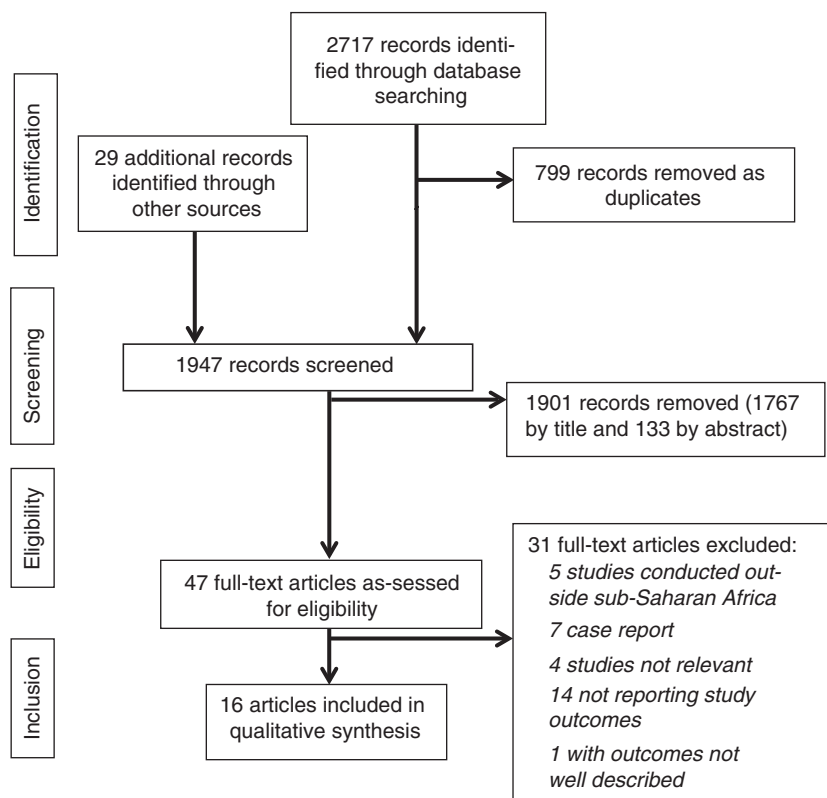 2717 records identi-
fied through database
searching
Identification
29 additional records
identified through
other sources
799 records removed as
duplicates
Screening
1947 records screened
1901 records removed (1767
by title and 133 by abstract)
Eligibility
47 full-text articles as-sessed
for eligibility
31 full-text articles excluded:
5 studies conducted out-
side sub-Saharan Africa
7 case report
4 studies not relevant
14 not reporting study
outcomes
1 with outcomes not
well described
Inclusion
16 articles included in
qualitative synthesis